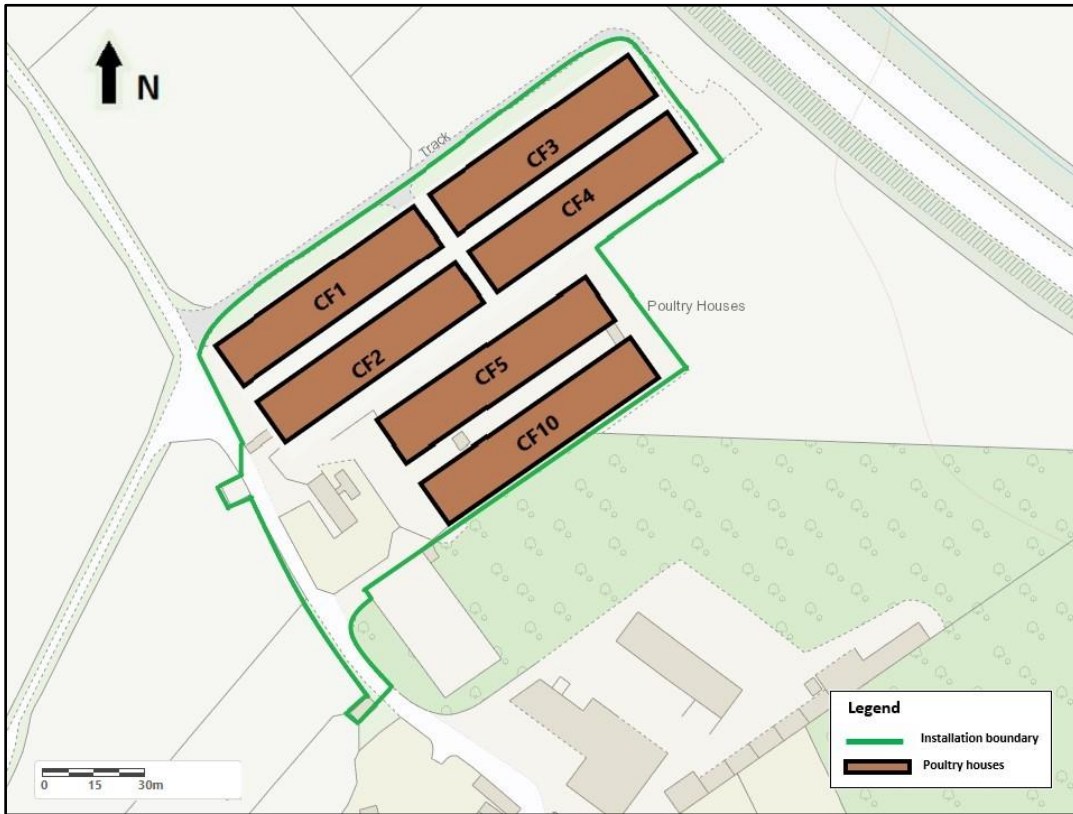 N
Track
CF3
CF4
CF1
CF2
Poultry Houses
CF5
CF10
Legend
Installation boundary
Poultry houses
0 15 30m